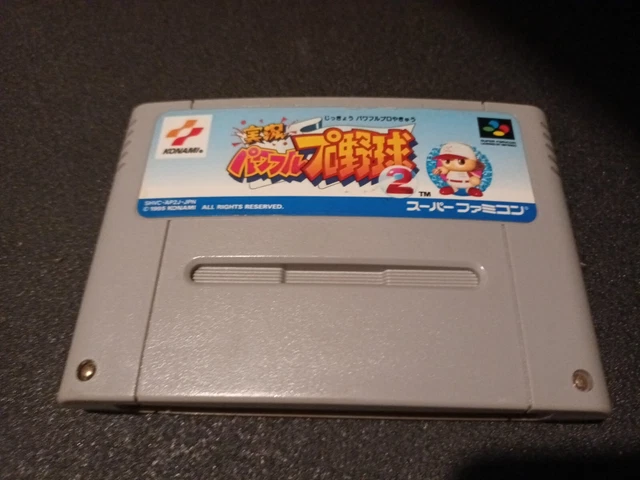 じっきょう パワフルプロやきゅう
KONAMI®
実況
パワフルプロ野球
2 TM
SHVC-AP2J-JPN
© 1995 KONAMI ALL RIGHTS RESERVED.
スーパーファミコン